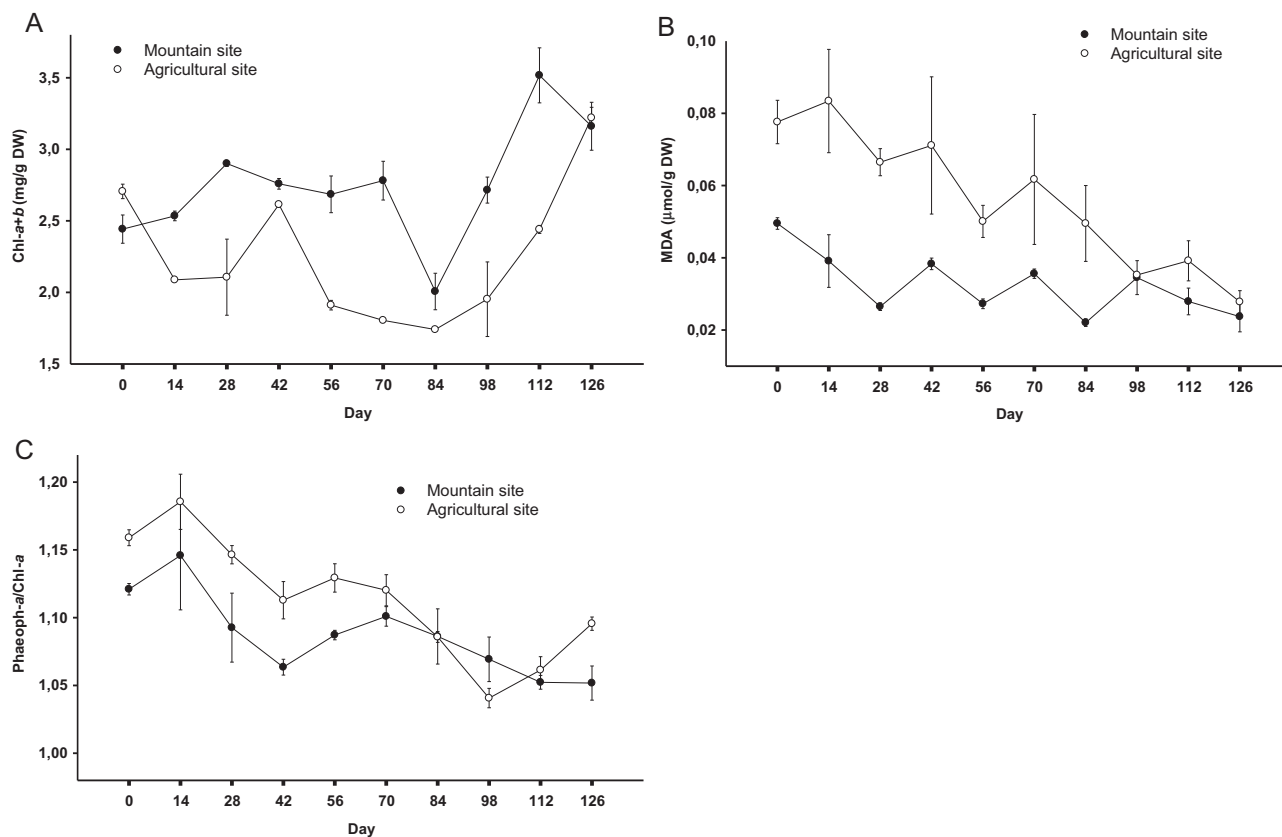 A
Mountain site
Agricultural site
3,5
3,0
2,5
2,0
1,5
Chl-a+b (mg/g DW)
0 14 28 42 56 70 84 98 112 126
Day
B
Mountain site
Agricultural site
0,10
0,08
0,06
0,04
0,02
MDA (µmol/g DW)
0 14 28 42 56 70 84 98 112 126
Day
C
Mountain site
Agricultural site
1,20
1,15
1,10
1,05
1,00
Phaeoph-a/Chl-a
0 14 28 42 56 70 84 98 112 126
Day